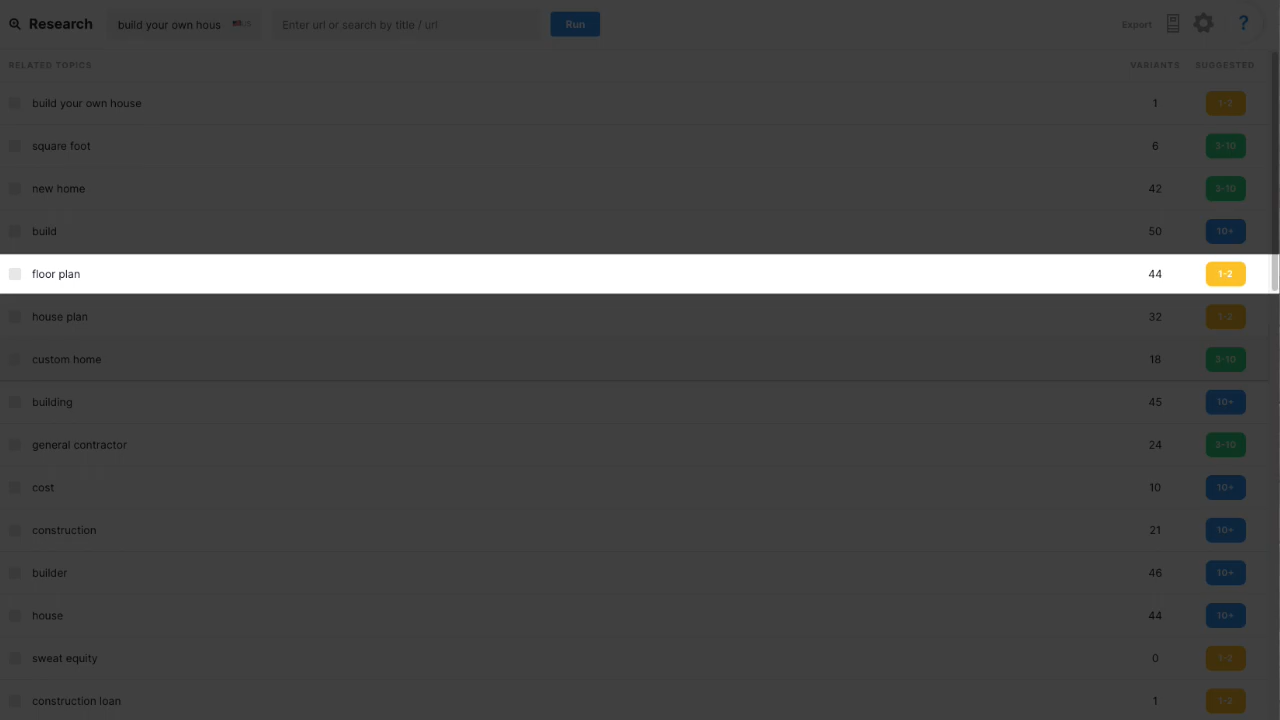 Research build your own hous Enter url or search by title / url Run Export ?
RELATED TOPICS VARIANTS SUGGESTED
build your own house 1 1-2
square foot 6 3-10
new home 42 3-10
build 50 10+
floor plan 44 1-2
house plan 32 1-2
custom home 18 3-10
building 45 10+
general contractor 24 3-10
cost 10 10+
construction 21 10+
builder 46 10+
house 44 10+
sweat equity 0 1-2
construction loan 1 1-2